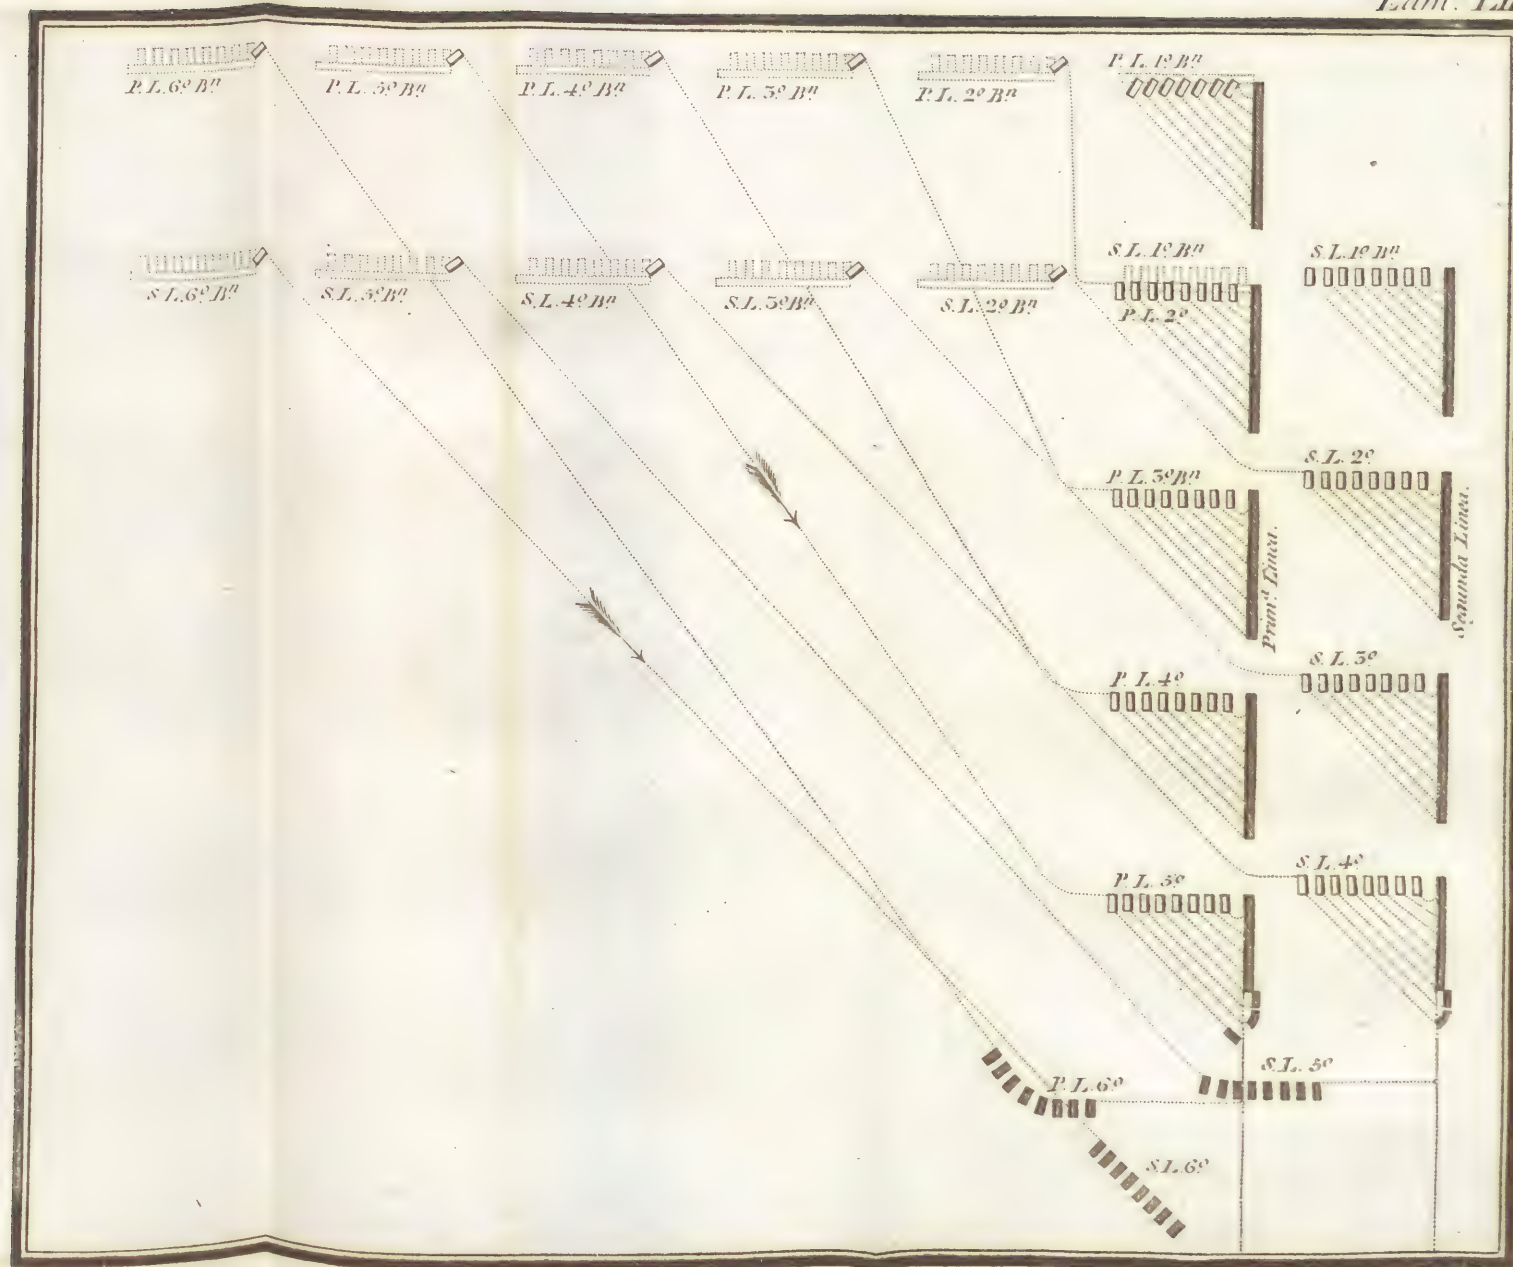 Lám.
P. L. 6º Bⁿ
P. L. 5º Bⁿ
P. L. 4º Bⁿ
P. L. 3º Bⁿ
P. L. 2º Bⁿ
P. L. 1º Bⁿ
S. L. 6º Bⁿ
S. L. 5º Bⁿ
S. L. 4º Bⁿ
S. L. 3º Bⁿ
S. L. 2º Bⁿ
S. L. 1º Bⁿ
P. L. 2º
S. L. 1º Bⁿ
P. L. 3º Bⁿ
S. L. 2º
Primª Linea.
Segunda Linea.
P. L. 4º
S. L. 3º
P. L. 5º
S. L. 4º
P. L. 6º
S. L. 5º
S. L. 6º